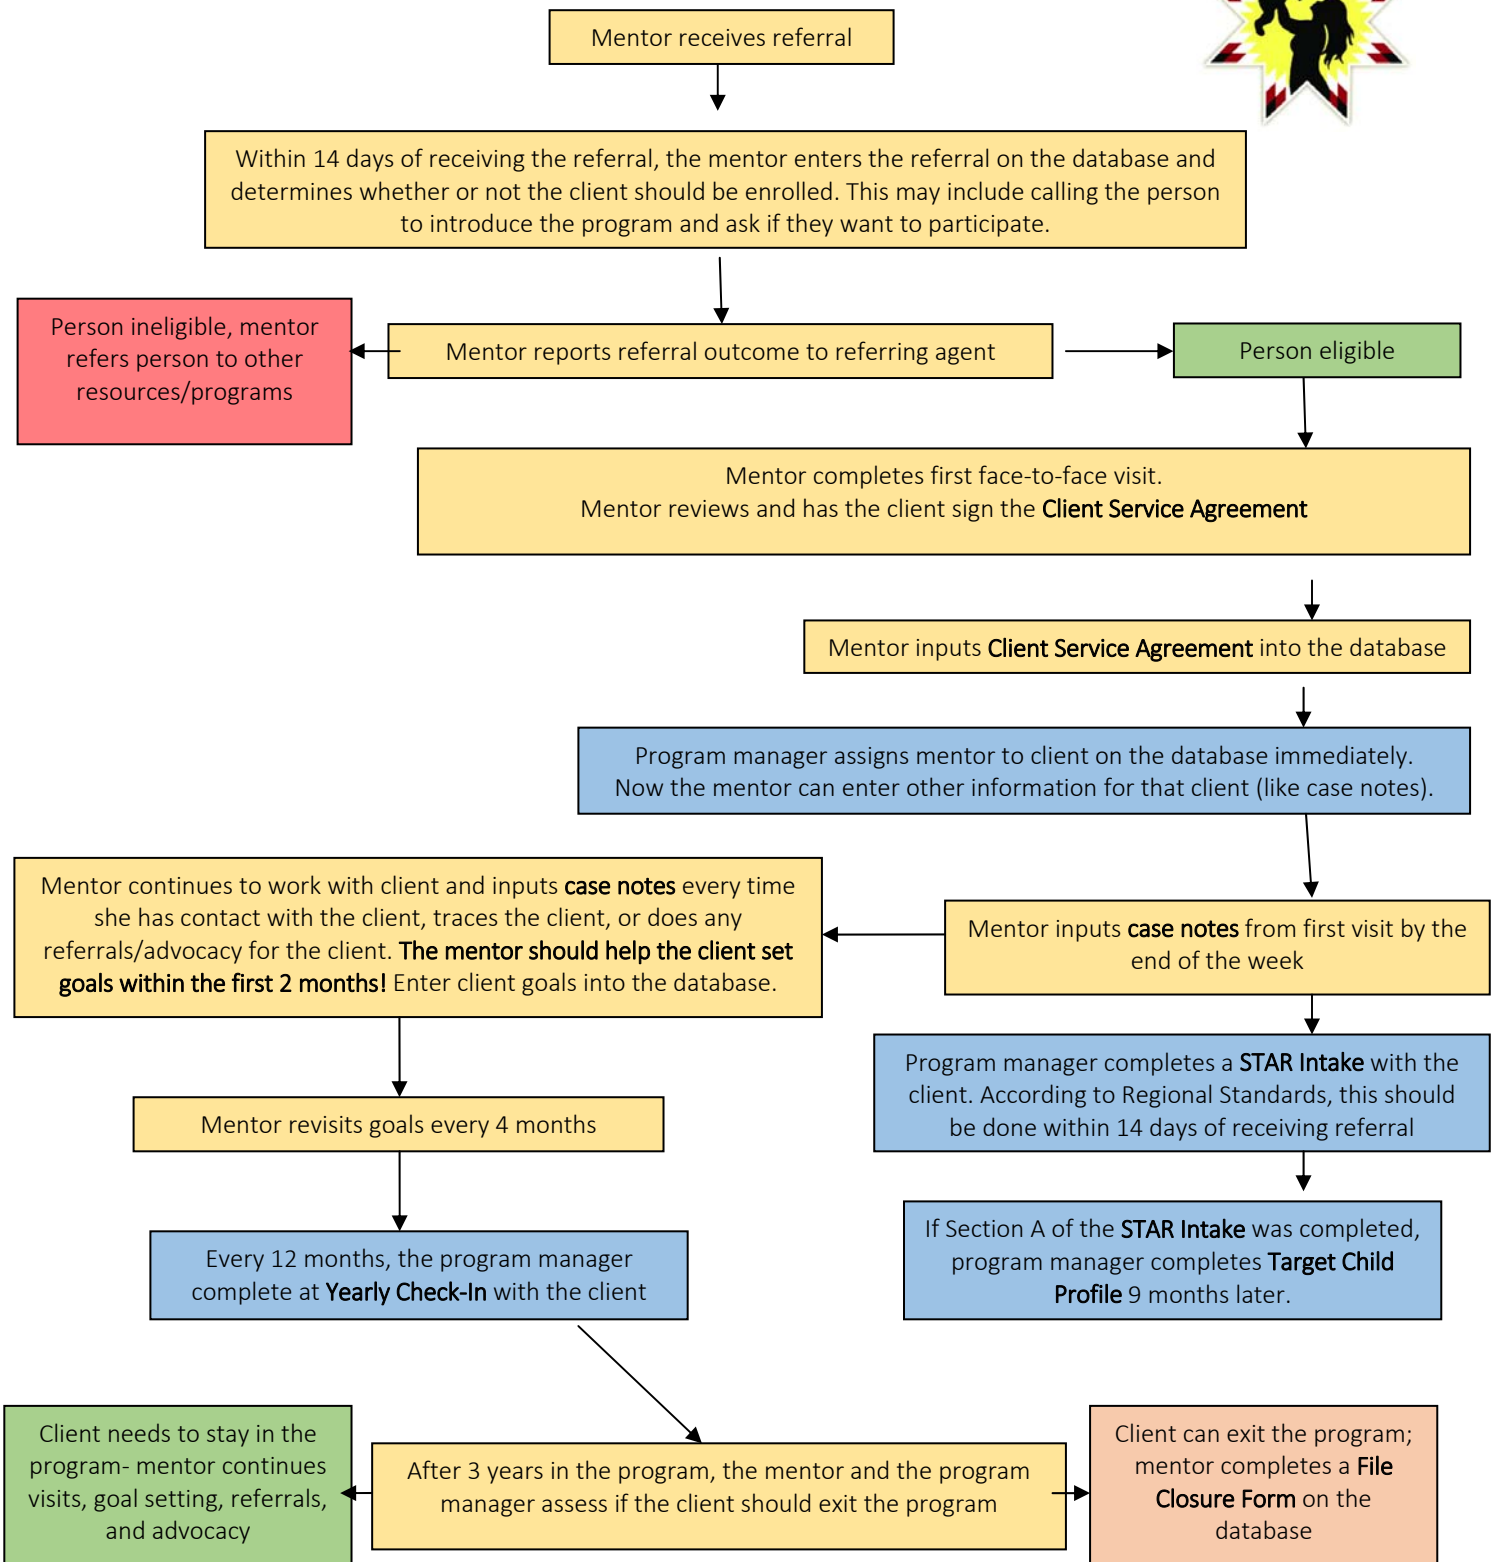 Mentor receives referral
Within 14 days of receiving the referral, the mentor enters the referral on the database and
determines whether or not the client should be enrolled. This may include calling the person
to introduce the program and ask if they want to participate.
Person ineligible, mentor
refers person to other
resources/programs
Mentor reports referral outcome to referring agent
Person eligible
Mentor completes first face-to-face visit.
Mentor reviews and has the client sign the Client Service Agreement
Mentor inputs Client Service Agreement into the database
Program manager assigns mentor to client on the database immediately.
Now the mentor can enter other information for that client (like case notes).
Mentor continues to work with client and inputs case notes every time
she has contact with the client, traces the client, or does any
referrals/advocacy for the client. The mentor should help the client set
goals within the first 2 months! Enter client goals into the database.
Mentor inputs case notes from first visit by the
end of the week
Program manager completes a STAR Intake with the
client. According to Regional Standards, this should
be done within 14 days of receiving referral
Mentor revisits goals every 4 months
If Section A of the STAR Intake was completed,
program manager completes Target Child
Profile 9 months later.
Every 12 months, the program manager
complete at Yearly Check-In with the client
Client needs to stay in the
program- mentor continues
visits, goal setting, referrals,
and advocacy
After 3 years in the program, the mentor and the program
manager assess if the client should exit the program
Client can exit the program;
mentor completes a File
Closure Form on the
database